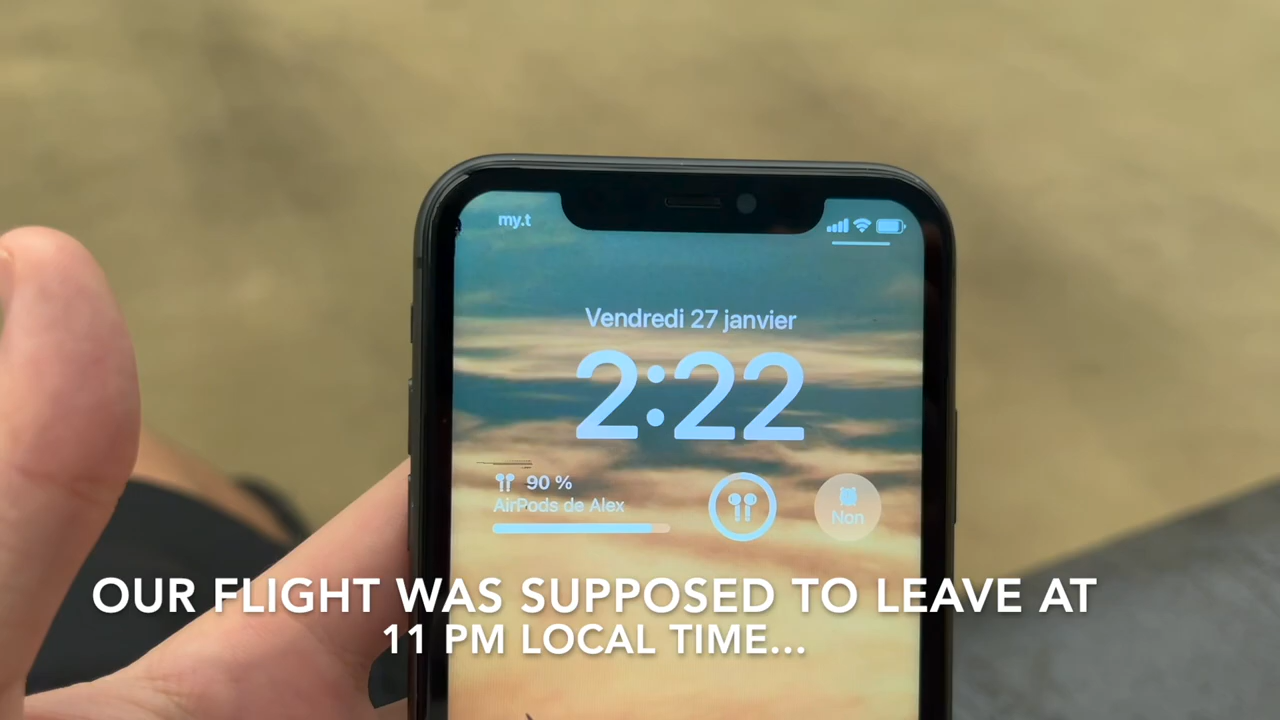 my.t
Vendredi 27 janvier
2:22
90 %
AirPods de Alex
Non
OUR FLIGHT WAS SUPPOSED TO LEAVE AT
11 PM LOCAL TIME...